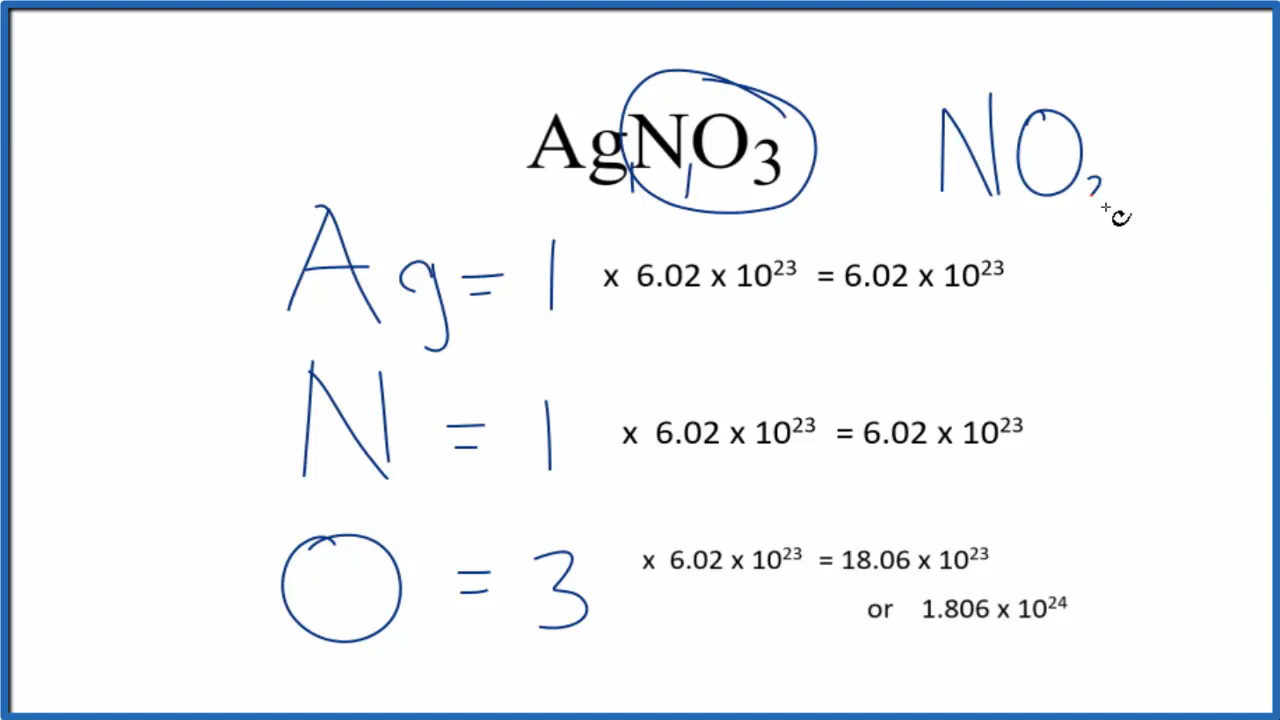 AgNO₃ NO
Ag = 1 x 6.02 x 10²³ = 6.02 x 10²³
N = 1 x 6.02 x 10²³ = 6.02 x 10²³
O = 3 x 6.02 x 10²³ = 18.06 x 10²³
or 1.806 x 10²⁴